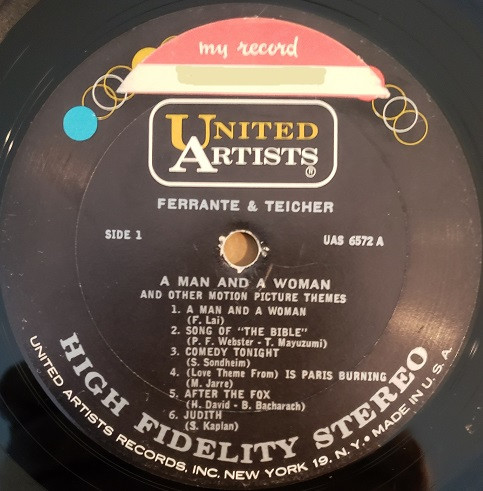 my record
UNITED
ARTISTS®
FERRANTE & TEICHER
SIDE 1
UAS 6572 A
A MAN AND A WOMAN
AND OTHER MOTION PICTURE THEMES
1. A MAN AND A WOMAN
(F. Lai)
2. SONG OF "THE BIBLE"
(P. F. Webster - T. Mayuzumi)
3. COMEDY TONIGHT
(S. Sondheim)
4. (Love Theme From) IS PARIS BURNING
(M. Jarre)
5. AFTER THE FOX
(H. David - B. Bacharach)
6. JUDITH
(S. Kaplan)
HIGH FIDELITY STEREO
UNITED ARTISTS RECORDS, INC. NEW YORK 19, N.Y. • MADE IN U.S.A.